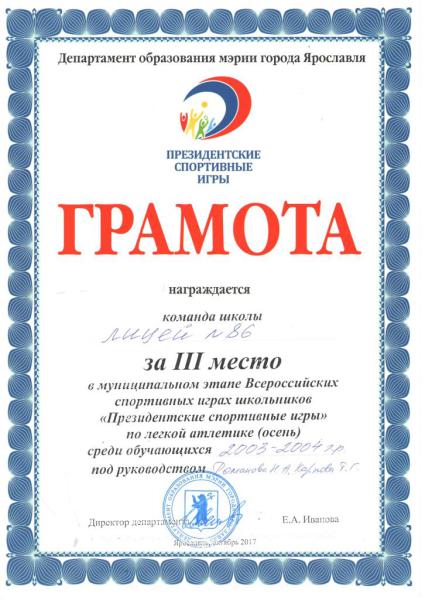 Департамент образования мэрии города Ярославля
ПРЕЗИДЕНТСКИЕ
СПОРТИВНЫЕ
ИГРЫ
ГРАМОТА
награждается
команда школы
лицей №86
за III место
в муниципальном этапе Всероссийских
спортивных играх школьников
«Президентские спортивные игры»
по легкой атлетике (осень)
среди обучающихся 2003-2004 г.р.
под руководством Романова Н.А, Карпова Т.Г.
Директор департамента Е.А. Иванова
Ярославль, октябрь 2017